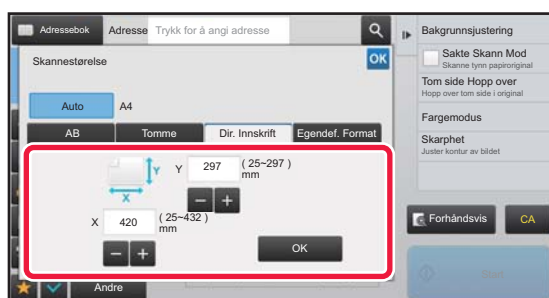 Adressebok
Adresse
Trykk for å angi adresse
Skannestørelse
OK
Auto
A4
AB
Tomme
Dir. Innskrift
Egendef. Format
Y
X
Y
297
( 25~297 )
mm
X
420
( 25~432 )
mm
OK
Andre
Bakgrunnsjustering
Sakte Skann Mod
Skanne tynn papiroriginal
Tom side Hopp over
Hopp over tom side i original
Fargemodus
Skarphet
Juster kontur av bildet
Forhåndsvis
CA
Start